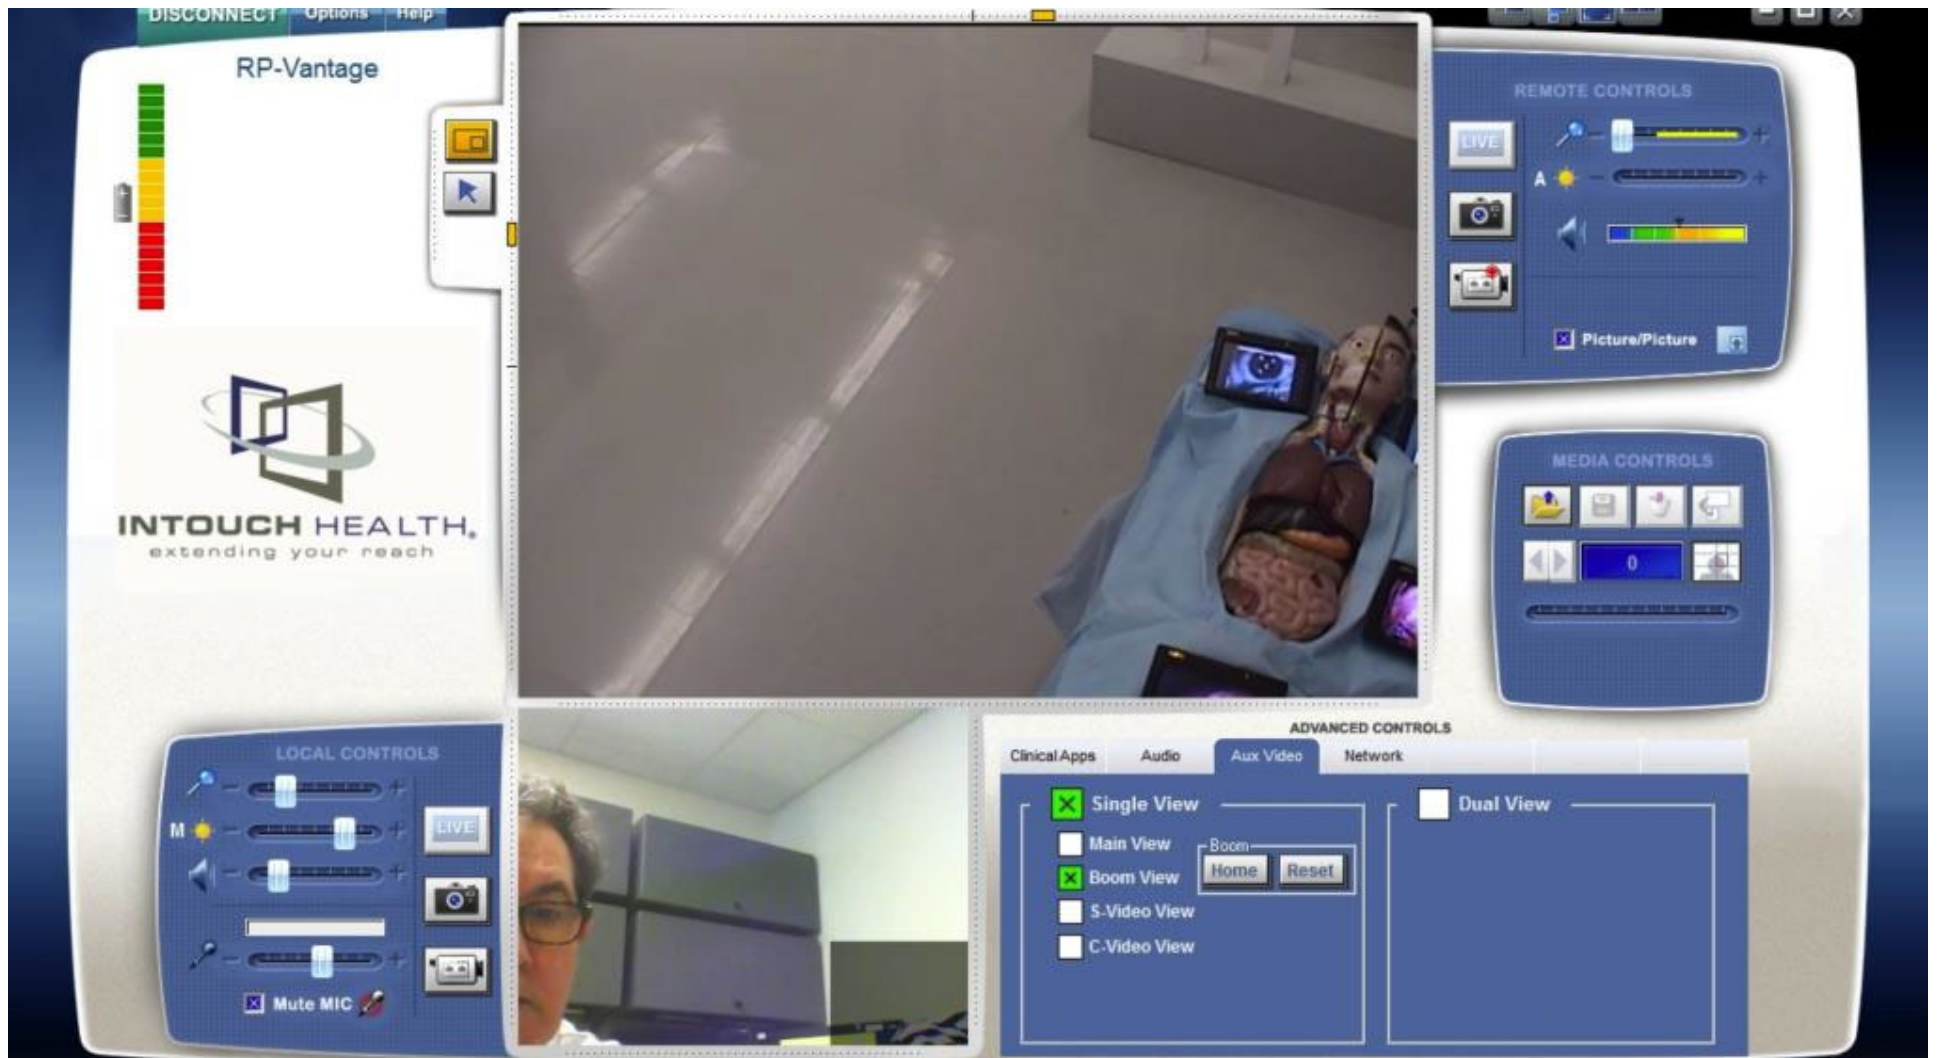 DISCONNECT Options Help
RP-Vantage
INTOUCH HEALTH®
extending your reach
REMOTE CONTROLS
LIVE
A
Picture/Picture
MEDIA CONTROLS
0
LOCAL CONTROLS
M
LIVE
Mute MIC
ADVANCED CONTROLS
Clinical Apps Audio Aux Video Network
Single View
Main View
Boom View
S-Video View
C-Video View
Boom
Home Reset
Dual View